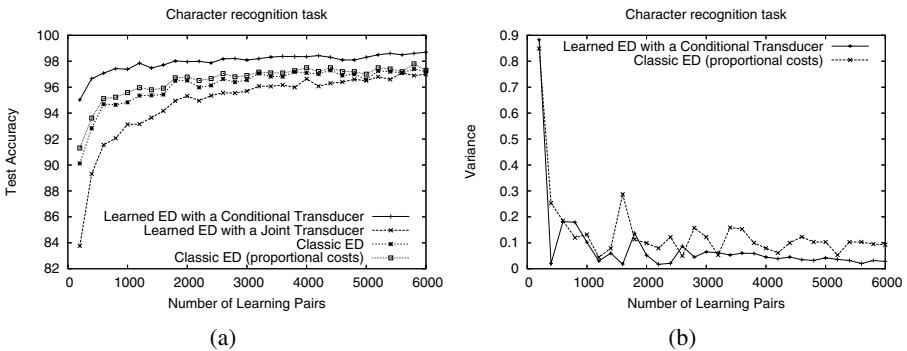 Character recognition task
100
98
96
94
92
90
88
86
84
82
Test Accuracy
Learned ED with a Conditional Transducer
Learned ED with a Joint Transducer
Classic ED
Classic ED (proportional costs)
0 1000 2000 3000 4000 5000 6000
Number of Learning Pairs
(a)
Character recognition task
0.9
0.8
0.7
0.6
0.5
0.4
0.3
0.2
0.1
0
Variance
Learned ED with a Conditional Transducer
Classic ED (proportional costs)
0 1000 2000 3000 4000 5000 6000
Number of Learning Pairs
(b)